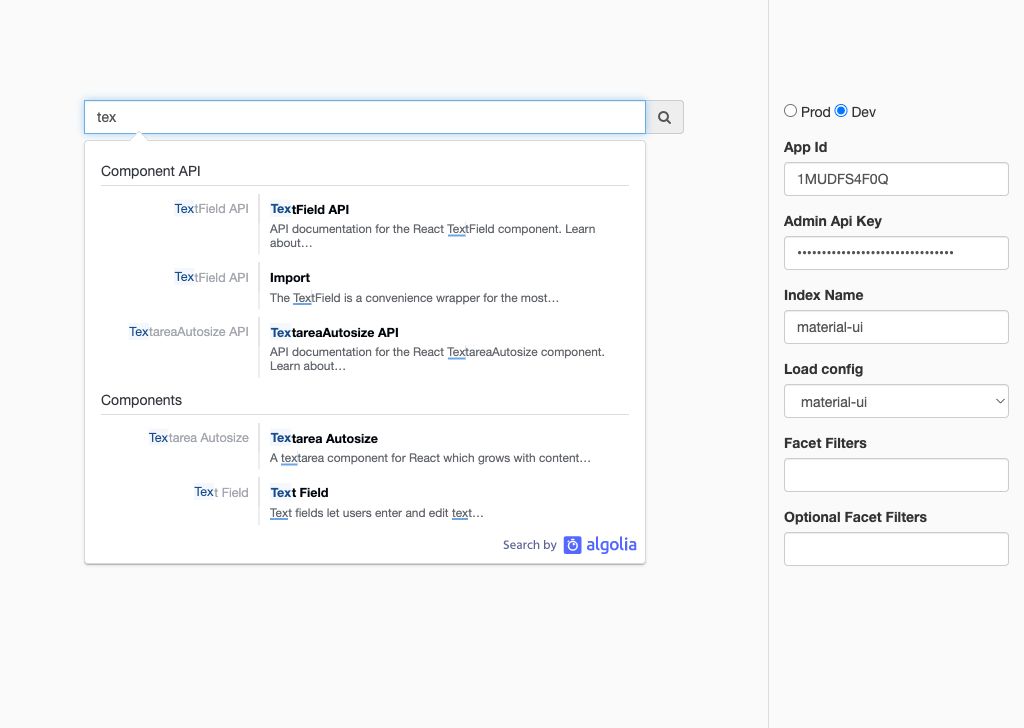 tex
Component API
TextField API
TextField API
API documentation for the React TextField component. Learn
about…
TextField API
Import
The TextField is a convenience wrapper for the most…
TextareaAutosize API
TextareaAutosize API
API documentation for the React TextareaAutosize component.
Learn about…
Components
Textarea Autosize
Textarea Autosize
A textarea component for React which grows with content…
Text Field
Text Field
Text fields let users enter and edit text…
Search by algolia
Prod Dev
App Id
1MUDFS4F0Q
Admin Api Key
••••••••••••••••••••••••••••••••
Index Name
material-ui
Load config
material-ui
Facet Filters
Optional Facet Filters